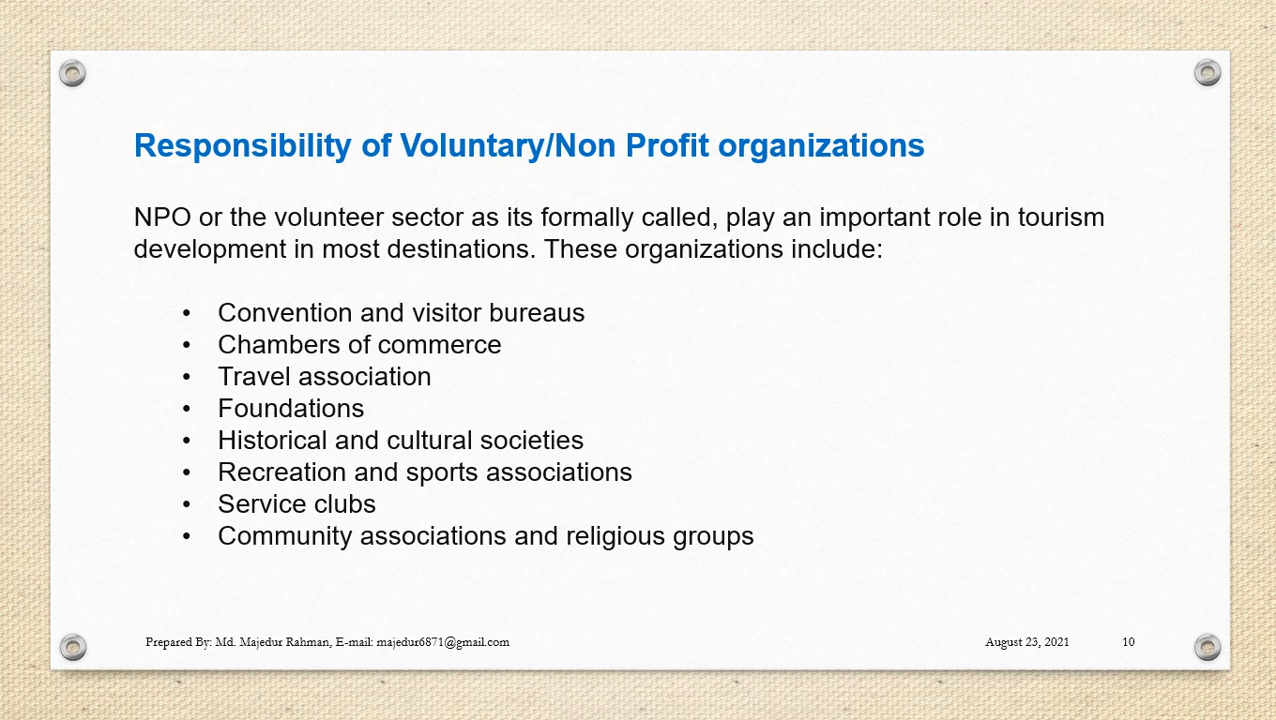 Responsibility of Voluntary/Non Profit organizations
NPO or the volunteer sector as its formally called, play an important role in tourism
development in most destinations. These organizations include:
• Convention and visitor bureaus
• Chambers of commerce
• Travel association
• Foundations
• Historical and cultural societies
• Recreation and sports associations
• Service clubs
• Community associations and religious groups
Prepared By: Md. Majedur Rahman, E-mail: majedur6871@gmail.com August 23, 2021 10